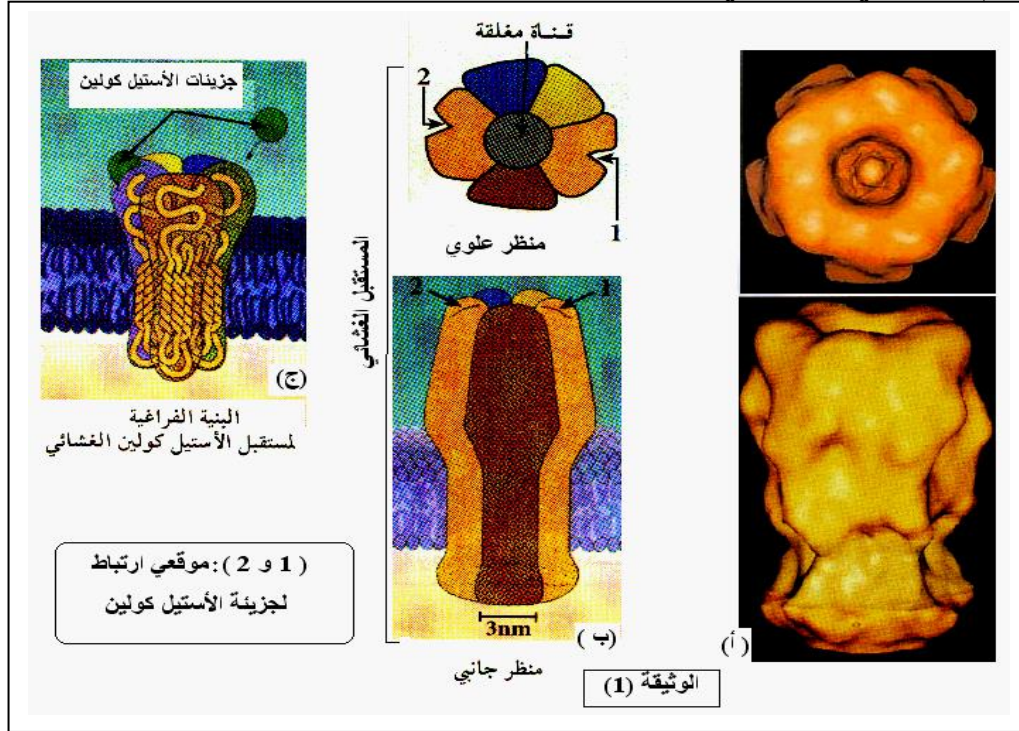 قناة مغلقة
2
1
منظر علوي
جزيئات الأستيل كولين
(ج)
البنية الفراغية
لمستقبل الأستيل كولين الغشائي
المستقبل الغشائي
2
1
3nm
(ب)
منظر جانبي
(أ)
(1 و 2): موقعي ارتباط
لجزيئة الأستيل كولين
الوثيقة (1)